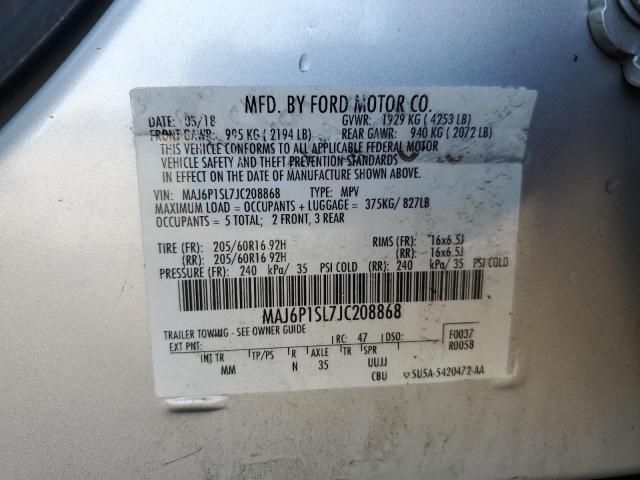 MFD. BY FORD MOTOR CO.
DATE: 05/18 GVWR: 1929 KG ( 4253 LB)
FRONT GAWR: 995 KG ( 2194 LB) REAR GAWR: 940 KG ( 2072 LB)
THIS VEHICLE CONFORMS TO ALL APPLICABLE FEDERAL MOTOR
VEHICLE SAFETY AND THEFT PREVENTION STANDARDS
IN EFFECT ON THE DATE OF MANUFACTURE SHOWN ABOVE.
VIN: MAJ6P1SL7JC208868 TYPE: MPV
MAXIMUM LOAD = OCCUPANTS + LUGGAGE = 375KG/ 827LB
OCCUPANTS = 5 TOTAL; 2 FRONT, 3 REAR
TIRE (FR): 205/60R16 92H RIMS (FR): 16x6.5J
(RR): 205/60R16 92H (RR): 16x6.5J
PRESSURE (FR): 240 kPa/ 35 PSI COLD (RR): 240 kPa/ 35 PSI COLD
MAJ6P1SL7JC208868
TRAILER TOWING - SEE OWNER GUIDE
EXT PNT: RC: 47 DSO: F0037
R0058
INT TR TP/PS R AXLE TR SPR
MM N 35 UUJJ
CBU SU5A-5420472-AA